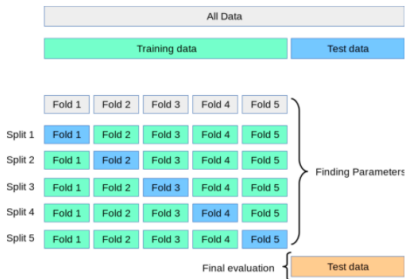 All Data
Training data Test data
Fold 1 Fold 2 Fold 3 Fold 4 Fold 5
Split 1 Fold 1 Fold 2 Fold 3 Fold 4 Fold 5
Split 2 Fold 1 Fold 2 Fold 3 Fold 4 Fold 5
Finding Parameters
Split 3 Fold 1 Fold 2 Fold 3 Fold 4 Fold 5
Split 4 Fold 1 Fold 2 Fold 3 Fold 4 Fold 5
Split 5 Fold 1 Fold 2 Fold 3 Fold 4 Fold 5
Final evaluation Test data